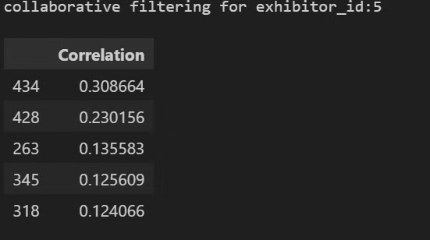 collaborative filtering for exhibitor_id:5
Correlation
434 0.308664
428 0.230156
263 0.135583
345 0.125609
318 0.124066